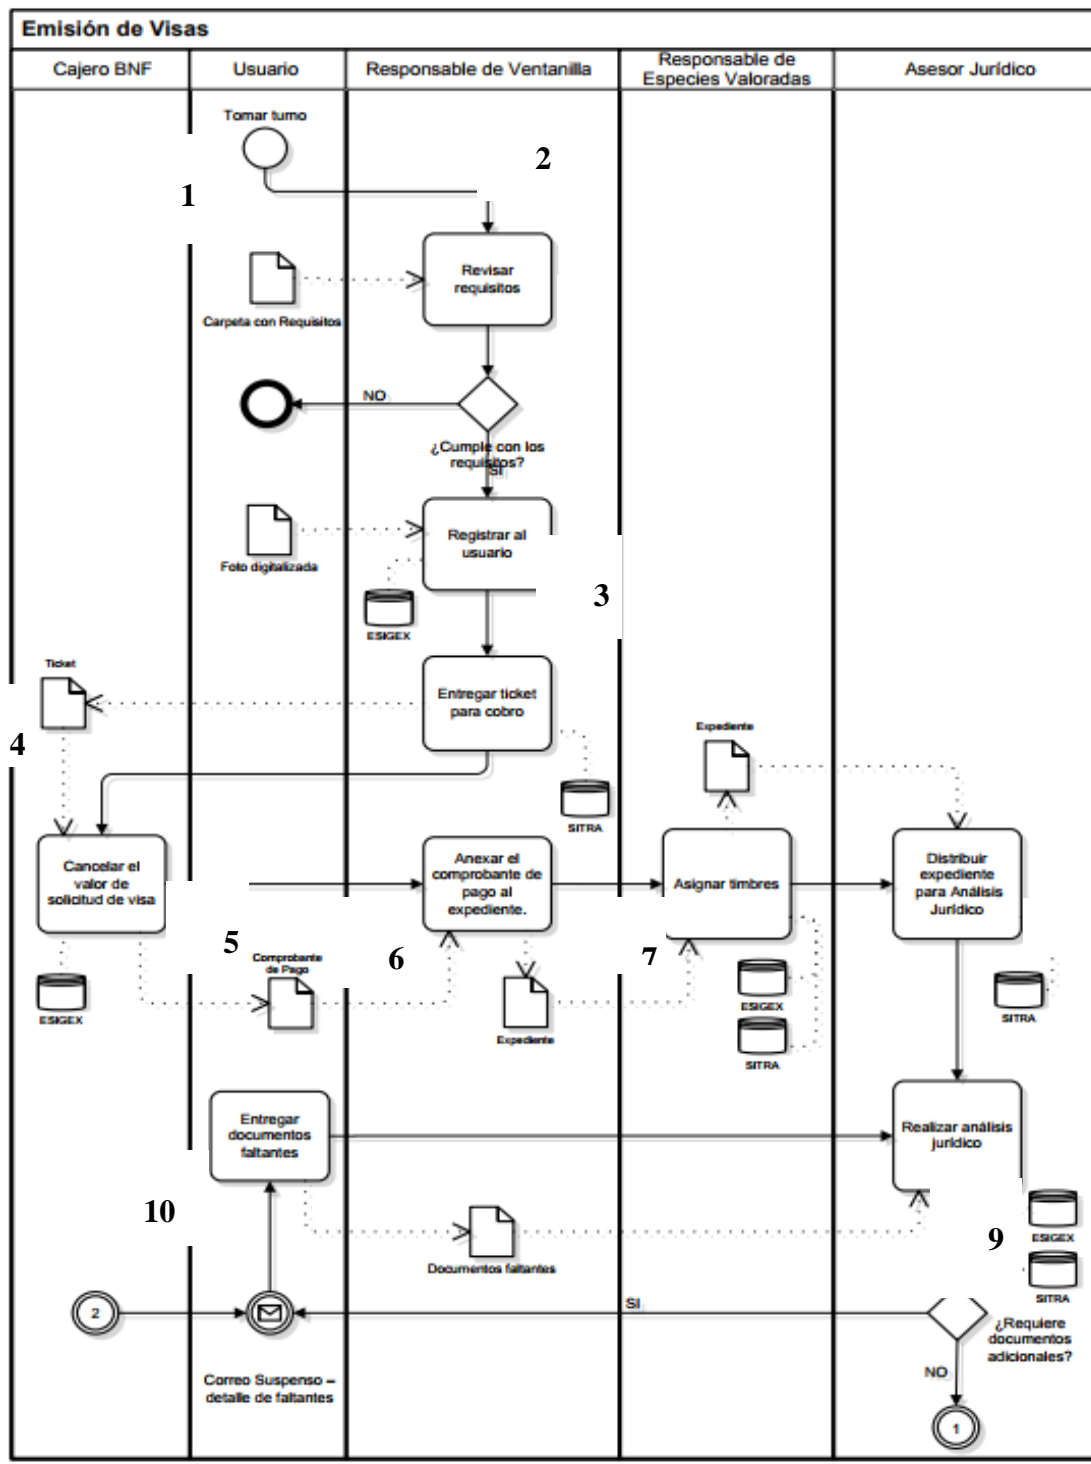 Emisión de Visas
Cajero BNF
Usuario
Responsable de Ventanilla
Responsable de
Especies Valoradas
Asesor Jurídico
Tomar turno
1
2
Revisar
requisitos
Carpeta con Requisitos
NO
¿Cumple con los
requisitos?
SI
Registrar al
usuario
Foto digitalizada
ESIGEX
3
Ticket
Entregar ticket
para cobro
4
Expediente
SITRA
Cancelar el
valor de
solicitud de visa
Anexar el
comprobante de
pago al
expediente.
Asignar timbres
Distribuir
expediente
para Análisis
Jurídico
5
6
7
Comprobante
de Pago
ESIGEX
Expediente
ESIGEX
SITRA
SITRA
Entregar
documentos
faltantes
Realizar análisis
jurídico
10
Documentos faltantes
9
ESIGEX
SITRA
2
SI
¿Requiere
documentos
adicionales?
Correo Suspenso –
detalle de faltantes
NO
1